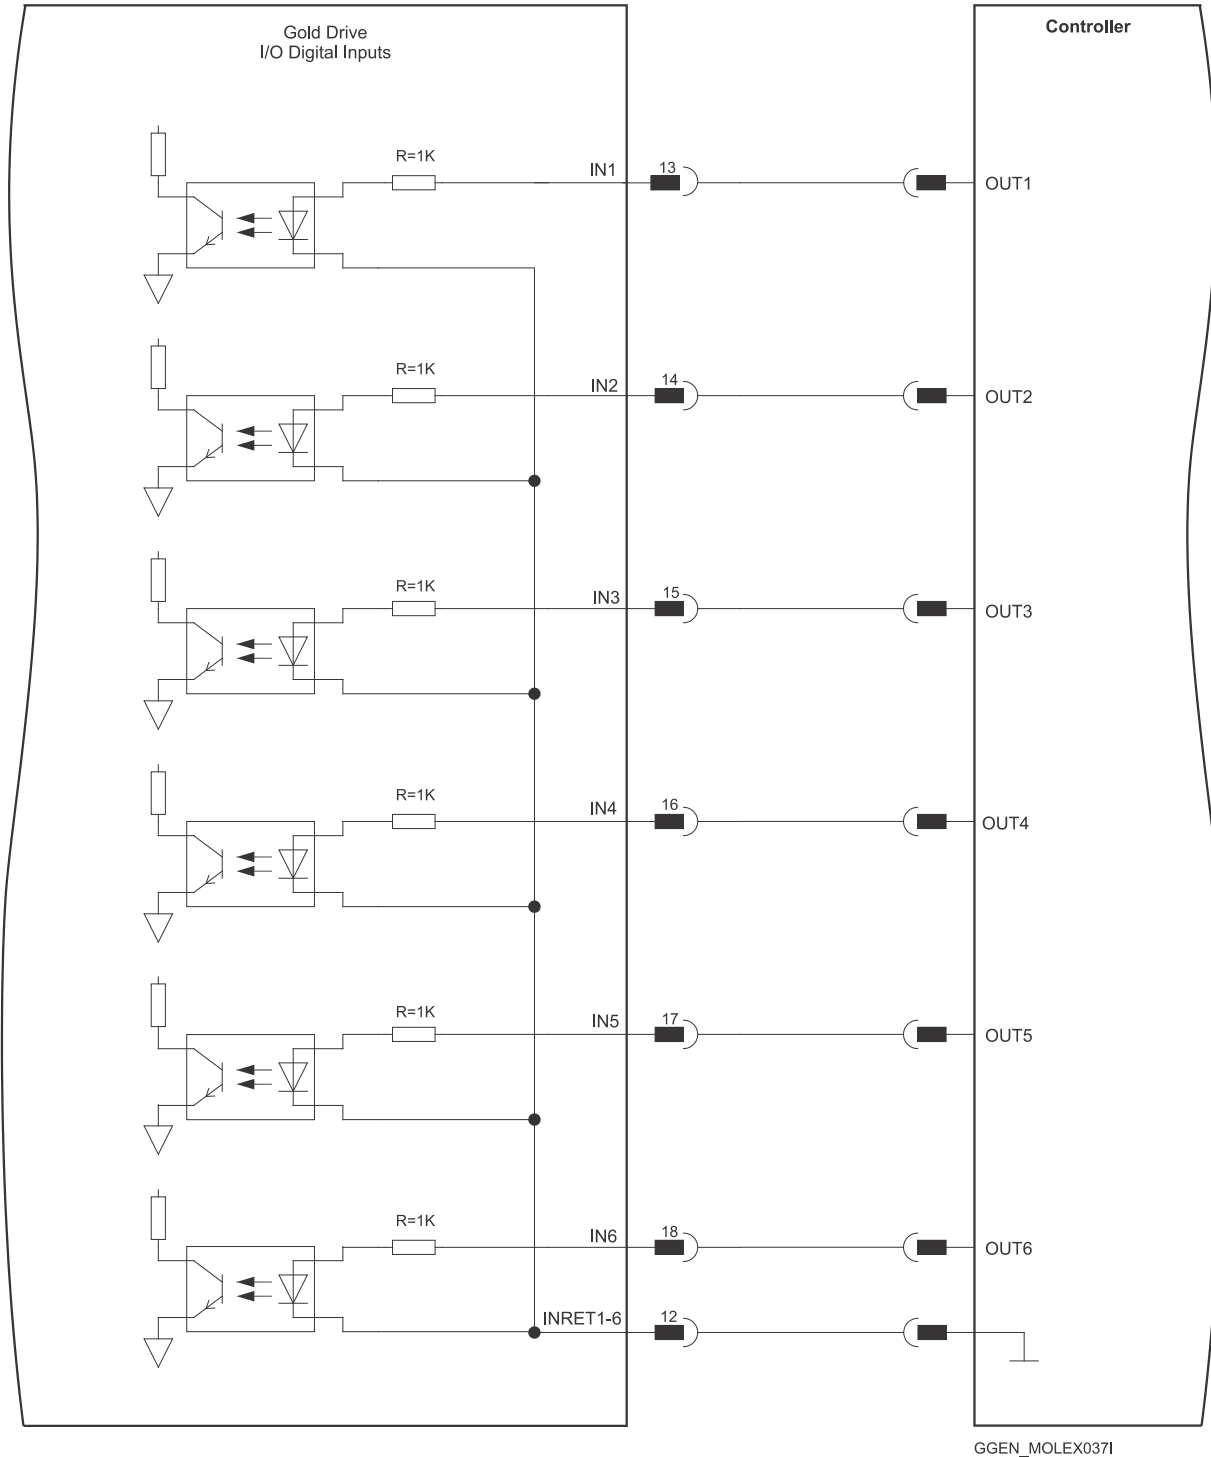 Gold Drive
I/O Digital Inputs
Controller
R=1K
IN1
13
OUT1
R=1K
IN2
14
OUT2
R=1K
IN3
15
OUT3
R=1K
IN4
16
OUT4
R=1K
IN5
17
OUT5
R=1K
IN6
18
OUT6
INRET1-6
12
GGEN_MOLEX037I